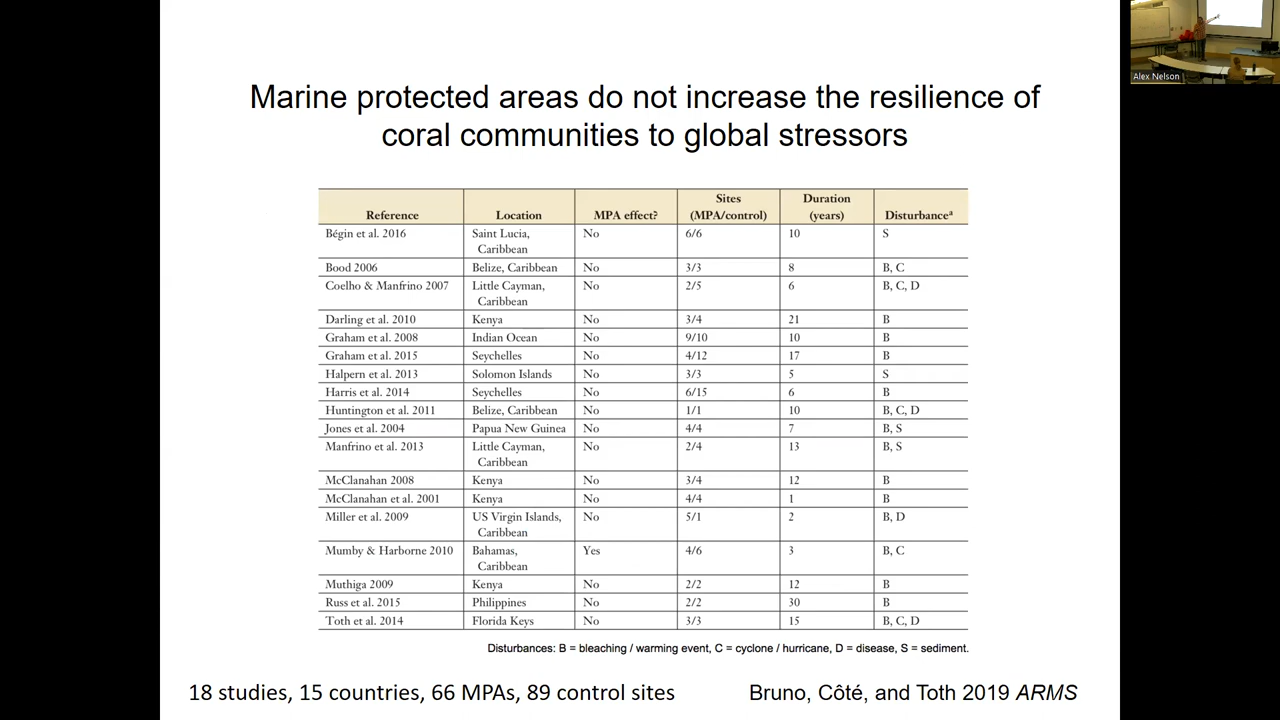 Marine protected areas do not increase the resilience of
coral communities to global stressors
Reference Location MPA effect? Sites (MPA/control) Duration (years) Disturbanceᵃ
Bégin et al. 2016 Saint Lucia, Caribbean No 6/6 10 S
Bood 2006 Belize, Caribbean No 3/3 8 B, C
Coelho & Manfrino 2007 Little Cayman, Caribbean No 2/5 6 B, C, D
Darling et al. 2010 Kenya No 3/4 21 B
Graham et al. 2008 Indian Ocean No 9/10 10 B
Graham et al. 2015 Seychelles No 4/12 17 B
Halpern et al. 2013 Solomon Islands No 3/3 5 S
Harris et al. 2014 Seychelles No 6/15 6 B
Huntington et al. 2011 Belize, Caribbean No 1/1 10 B, C, D
Jones et al. 2004 Papua New Guinea No 4/4 7 B, S
Manfrino et al. 2013 Little Cayman, Caribbean No 2/4 13 B, S
McClanahan 2008 Kenya No 3/4 12 B
McClanahan et al. 2001 Kenya No 4/4 1 B
Miller et al. 2009 US Virgin Islands, Caribbean No 5/1 2 B, D
Mumby & Harborne 2010 Bahamas, Caribbean Yes 4/6 3 B, C
Muthiga 2009 Kenya No 2/2 12 B
Russ et al. 2015 Philippines No 2/2 30 B
Toth et al. 2014 Florida Keys No 3/3 15 B, C, D
Disturbances: B = bleaching / warming event, C = cyclone / hurricane, D = disease, S = sediment.
18 studies, 15 countries, 66 MPAs, 89 control sites
Bruno, Côté, and Toth 2019 ARMS
Alex Nelson